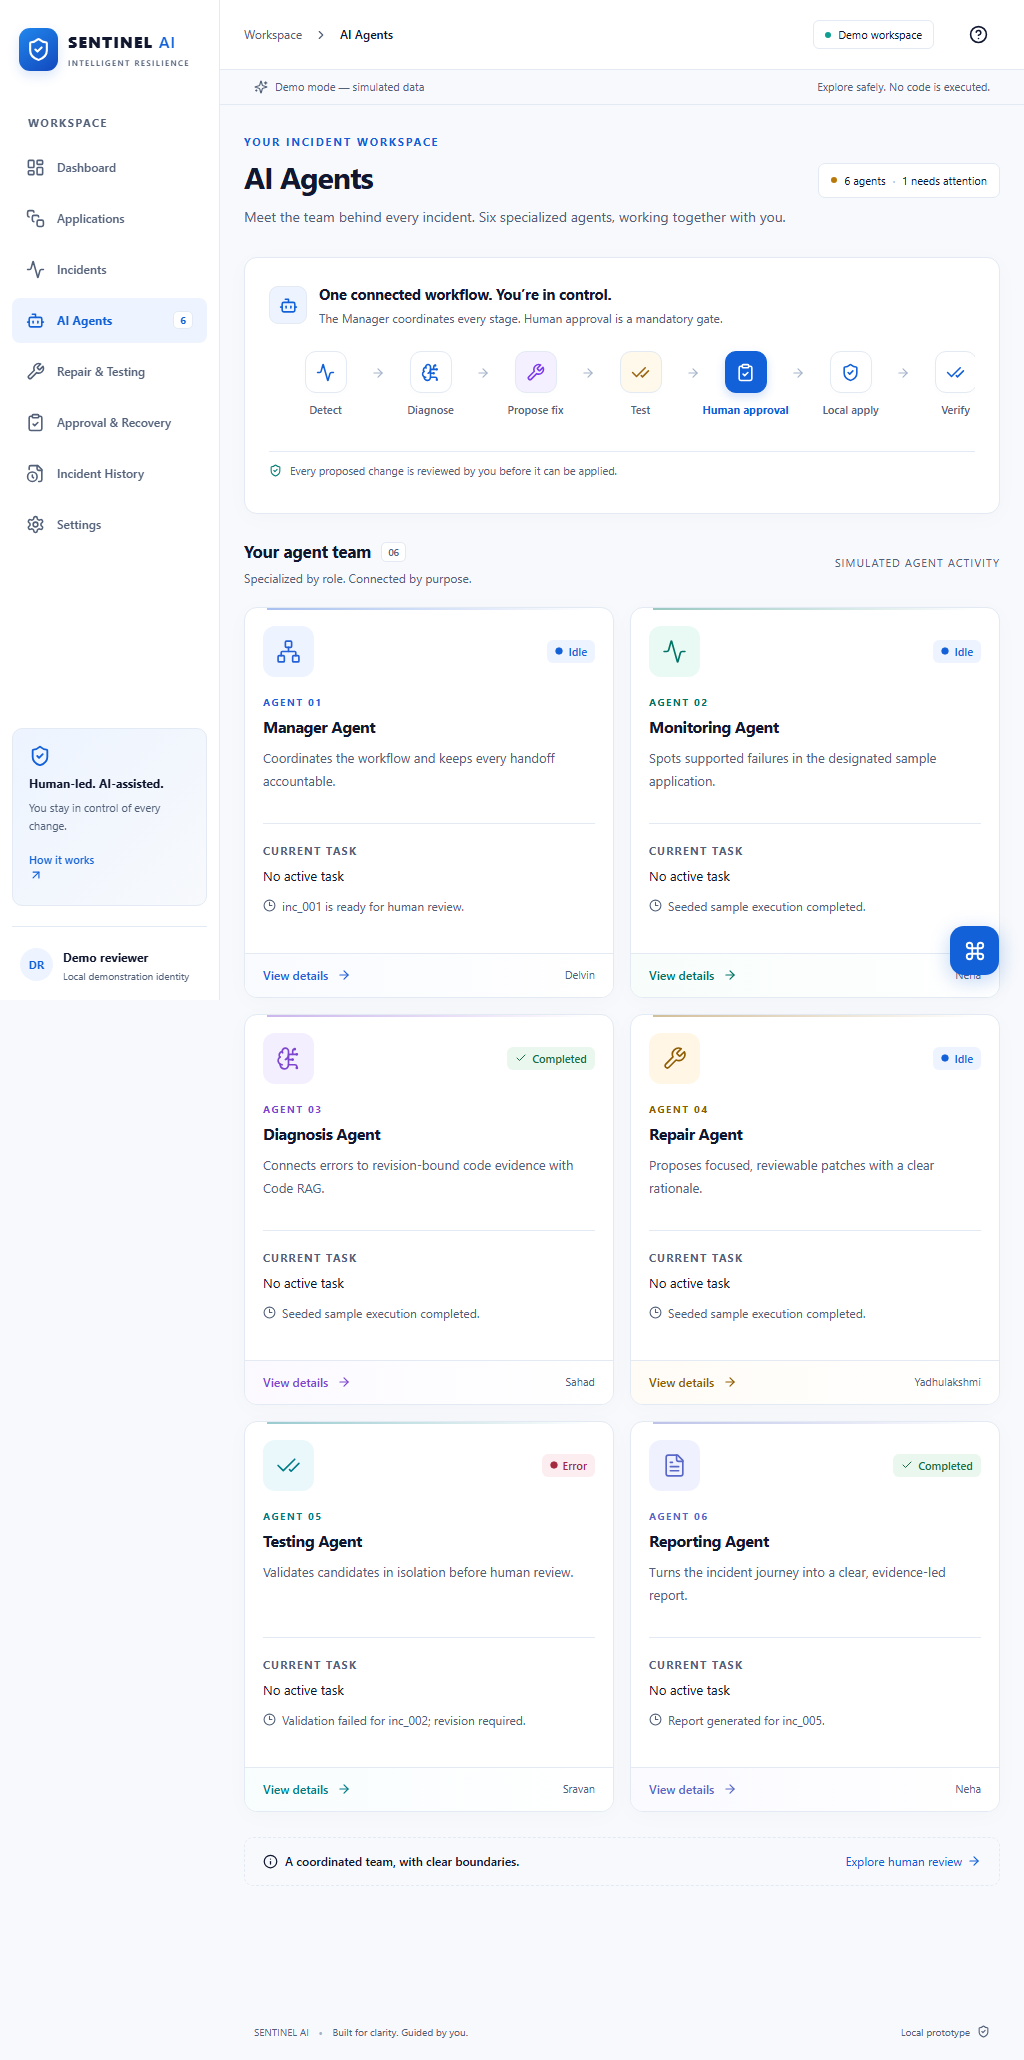 SENTINEL AI
INTELLIGENT RESILIENCE
WORKSPACE
Dashboard
Applications
Incidents
AI Agents 6
Repair & Testing
Approval & Recovery
Incident History
Settings
Human-led. AI-assisted.
You stay in control of every
change.
How it works
DR
Demo reviewer
Local demonstration identity
Workspace > AI Agents
Demo workspace
Demo mode — simulated data
Explore safely. No code is executed.
YOUR INCIDENT WORKSPACE
AI Agents
6 agents · 1 needs attention
Meet the team behind every incident. Six specialized agents, working together with you.
One connected workflow. You’re in control.
The Manager coordinates every stage. Human approval is a mandatory gate.
Detect
Diagnose
Propose fix
Test
Human approval
Local apply
Verify
Every proposed change is reviewed by you before it can be applied.
Your agent team 06
Specialized by role. Connected by purpose.
SIMULATED AGENT ACTIVITY
Idle
AGENT 01
Manager Agent
Coordinates the workflow and keeps every handoff
accountable.
CURRENT TASK
No active task
inc_001 is ready for human review.
View details
Delvin
Idle
AGENT 02
Monitoring Agent
Spots supported failures in the designated sample
application.
CURRENT TASK
No active task
Seeded sample execution completed.
View details
Neha
Completed
AGENT 03
Diagnosis Agent
Connects errors to revision-bound code evidence with
Code RAG.
CURRENT TASK
No active task
Seeded sample execution completed.
View details
Sahad
Idle
AGENT 04
Repair Agent
Proposes focused, reviewable patches with a clear
rationale.
CURRENT TASK
No active task
Seeded sample execution completed.
View details
Yadhulakshmi
Error
AGENT 05
Testing Agent
Validates candidates in isolation before human review.
CURRENT TASK
No active task
Validation failed for inc_002; revision required.
View details
Sravan
Completed
AGENT 06
Reporting Agent
Turns the incident journey into a clear, evidence-led
report.
CURRENT TASK
No active task
Report generated for inc_005.
View details
Neha
A coordinated team, with clear boundaries.
Explore human review
SENTINEL AI • Built for clarity. Guided by you.
Local prototype